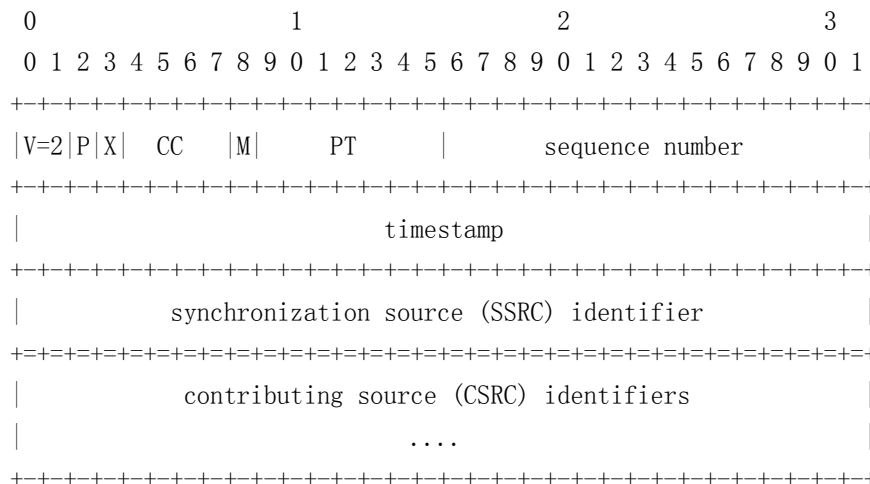 0                   1                   2                   3
0 1 2 3 4 5 6 7 8 9 0 1 2 3 4 5 6 7 8 9 0 1 2 3 4 5 6 7 8 9 0 1
+-+-+-+-+-+-+-+-+-+-+-+-+-+-+-+-+-+-+-+-+-+-+-+-+-+-+-+-+-+-+-+-+
|V=2|P|X|  CC   |M|     PT      |       sequence number         |
+-+-+-+-+-+-+-+-+-+-+-+-+-+-+-+-+-+-+-+-+-+-+-+-+-+-+-+-+-+-+-+-+
|                           timestamp                           |
+-+-+-+-+-+-+-+-+-+-+-+-+-+-+-+-+-+-+-+-+-+-+-+-+-+-+-+-+-+-+-+-+
|           synchronization source (SSRC) identifier            |
+=+=+=+=+=+=+=+=+=+=+=+=+=+=+=+=+=+=+=+=+=+=+=+=+=+=+=+=+=+=+=+=+
|            contributing source (CSRC) identifiers             |
|                             ....                              |
+-+-+-+-+-+-+-+-+-+-+-+-+-+-+-+-+-+-+-+-+-+-+-+-+-+-+-+-+-+-+-+-+